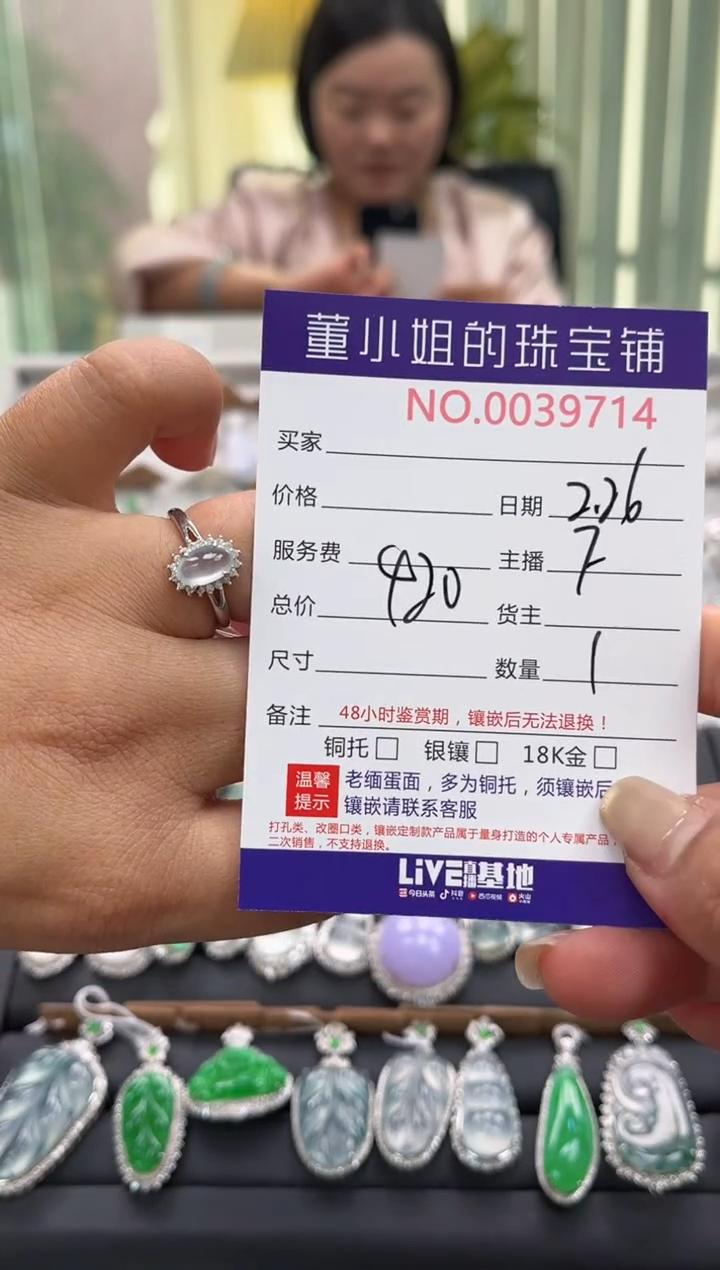 董小姐的珠宝铺
NO.0039714
买家
价格 日期 2.26
服务费 主播 7
总价 420 货主
尺寸 数量 1
备注 48小时鉴赏期，镶嵌后无法退换！
铜托 银镶 18K金
温馨提示 老缅蛋面，多为铜托，须镶嵌后
镶嵌请联系客服
打孔类、改圈口类，镶嵌定制款产品属于量身打造的个人专属产品，
二次销售，不支持退换。
LiVE直播基地
今日头条 抖音 西瓜视频 火山